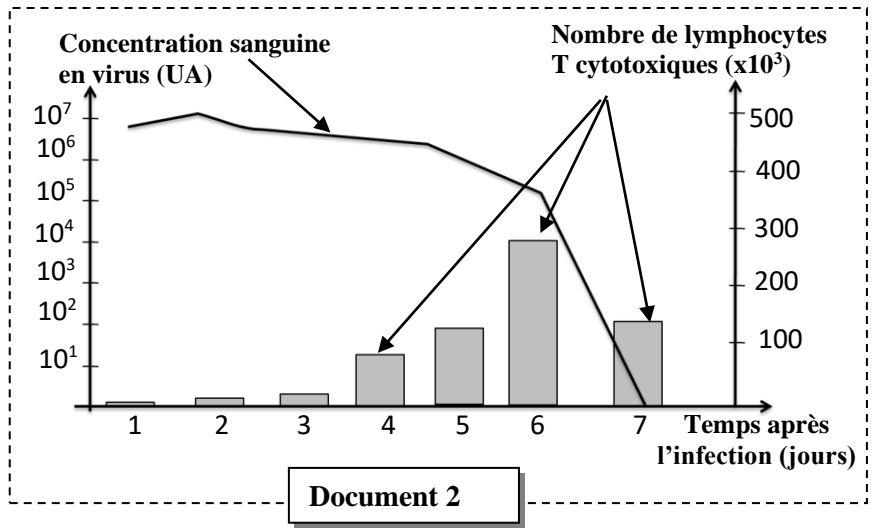 Concentration sanguine
en virus (UA)
Nombre de lymphocytes
T cytotoxiques (x10³)
10⁷
10⁶
10⁵
10⁴
10³
10²
10¹
500
400
300
200
100
1 2 3 4 5 6 7
Temps après
l'infection (jours)
Document 2